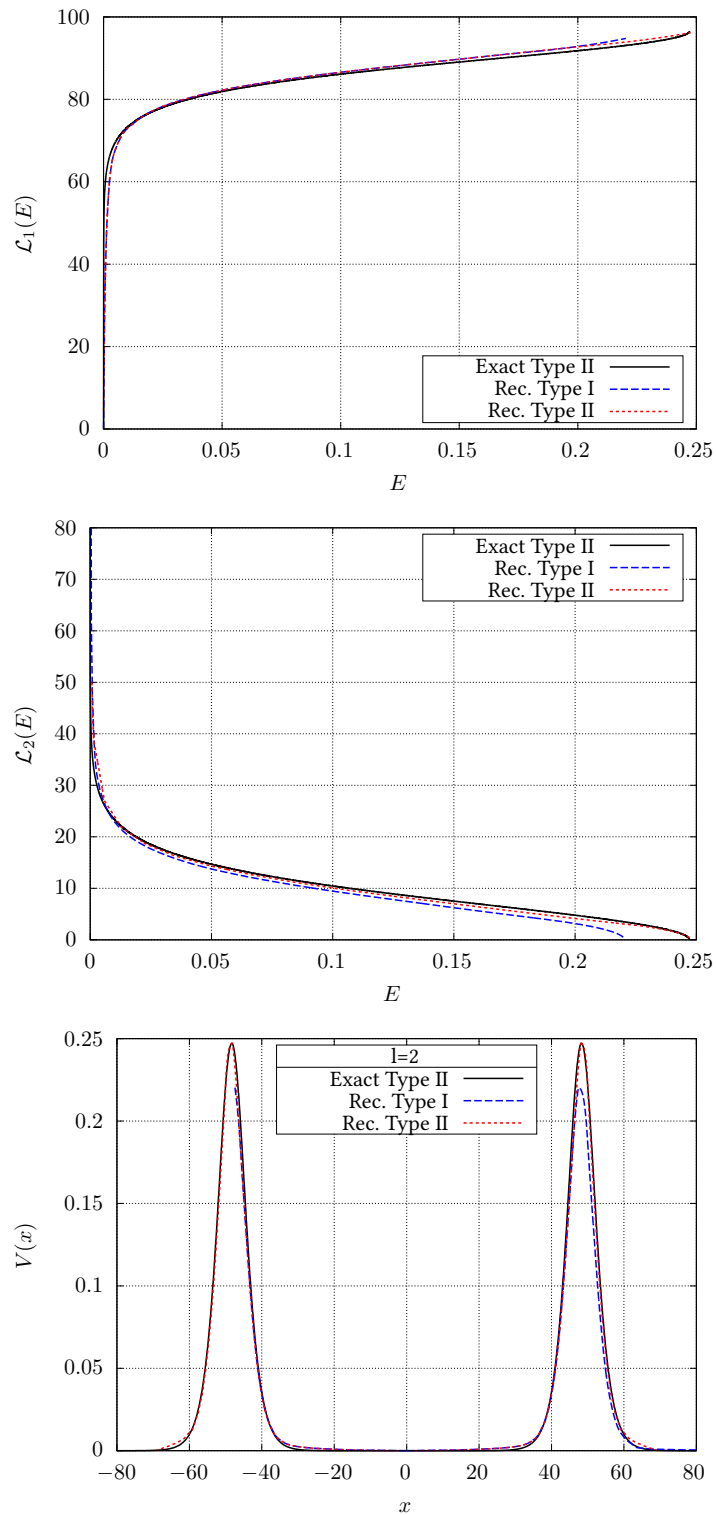 100
80
60
40
20
0
ℒ₁(E)
Exact Type II
Rec. Type I
Rec. Type II
0 0.05 0.1 0.15 0.2 0.25
E
80
70
60
50
40
30
20
10
0
ℒ₂(E)
Exact Type II
Rec. Type I
Rec. Type II
0 0.05 0.1 0.15 0.2 0.25
E
0.25
0.2
0.15
0.1
0.05
0
V(x)
l=2
Exact Type II
Rec. Type I
Rec. Type II
−80 −60 −40 −20 0 20 40 60 80
x